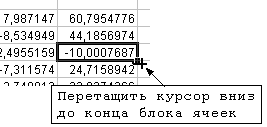 7,987147 60,7954776
-8,534949 44,1856974
2,4955159 -10,0007687
-7,311574 24,7158942
Перетащить курсор вниз
до конца блока ячеек